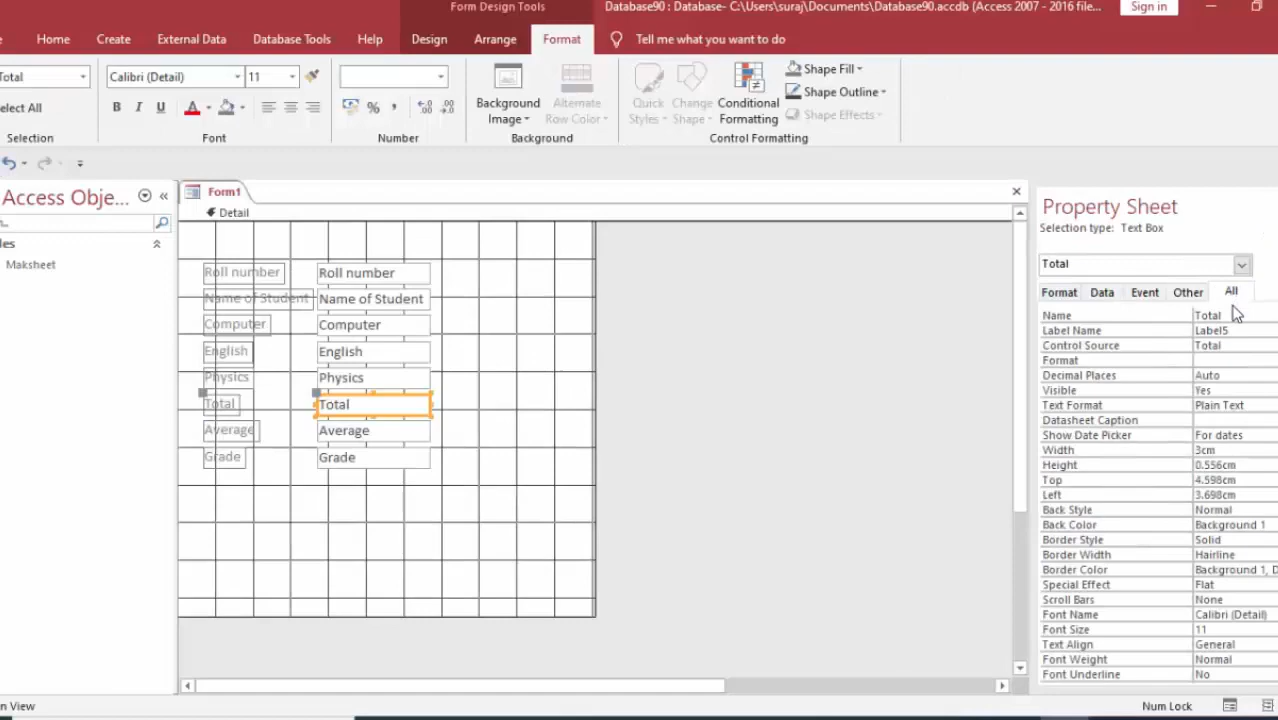 Form Design Tools
Database90 : Database- C:\Users\suraj\Documents\Database90.accdb (Access 2007 - 2016 file...
Sign in
Home
Create
External Data
Database Tools
Help
Design
Arrange
Format
Tell me what you want to do
Total
Calibri (Detail)
11
elect All
B I U A
% ,
Selection
Font
Number
Background Image
Alternate Row Color
Background
Quick Styles
Change Shape
Conditional Formatting
Shape Fill
Shape Outline
Shape Effects
Control Formatting
Access Obje...
Form1
Detail
les
Maksheet
Roll number Roll number
Name of Student Name of Student
Computer Computer
English English
Physics Physics
Total Total
Average Average
Grade Grade
Property Sheet
Selection type: Text Box
Total
Format Data Event Other All
Name Total
Label Name Label5
Control Source Total
Format
Decimal Places Auto
Visible Yes
Text Format Plain Text
Datasheet Caption
Show Date Picker For dates
Width 3cm
Height 0.556cm
Top 4.598cm
Left 3.698cm
Back Style Normal
Back Color Background 1
Border Style Solid
Border Width Hairline
Border Color Background 1, D
Special Effect Flat
Scroll Bars None
Font Name Calibri (Detail)
Font Size 11
Text Align General
Font Weight Normal
Font Underline No
n View
Num Lock